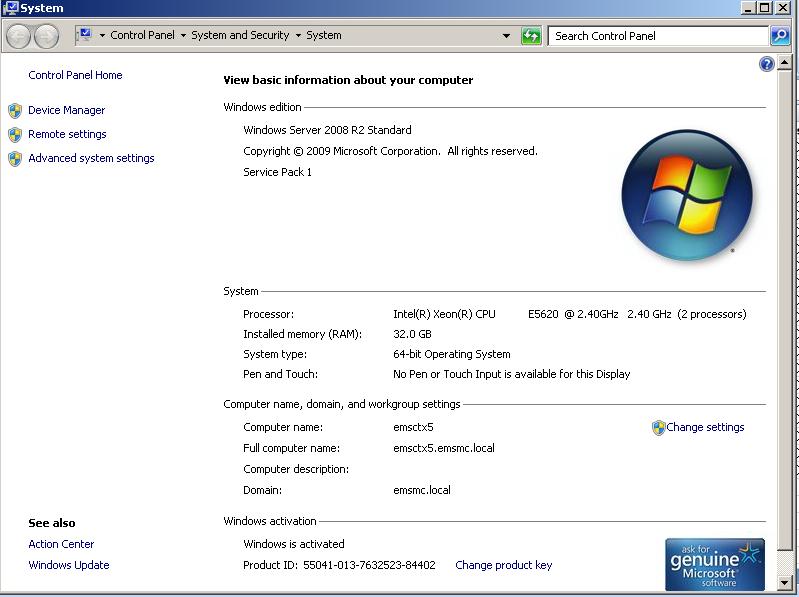 System
Control Panel System and Security System
Search Control Panel
Control Panel Home
Device Manager
Remote settings
Advanced system settings
See also
Action Center
Windows Update
View basic information about your computer
Windows edition
Windows Server 2008 R2 Standard
Copyright © 2009 Microsoft Corporation. All rights reserved.
Service Pack 1
System
Processor: Intel(R) Xeon(R) CPU E5620 @ 2.40GHz 2.40 GHz (2 processors)
Installed memory (RAM): 32.0 GB
System type: 64-bit Operating System
Pen and Touch: No Pen or Touch Input is available for this Display
Computer name, domain, and workgroup settings
Computer name: emsctx5
Change settings
Full computer name: emsctx5.emsmc.local
Computer description:
Domain: emsmc.local
Windows activation
Windows is activated
Product ID: 55041-013-7632523-84402 Change product key
ask for
genuine
Microsoft
software